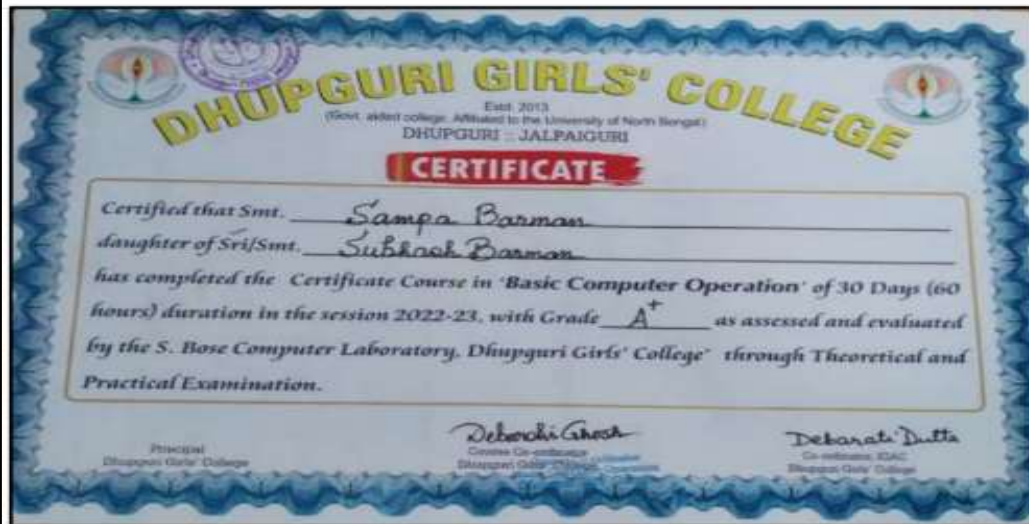 DHUPGURI GIRLS' COLLEGE
Estd. 2013
(Govt. aided college. Affiliated to the University of North Bengal)
DHUPGURI :: JALPAIGURI
CERTIFICATE
Certified that Smt. Sampa Barman
daughter of Sri/Smt. Subhash Barman
has completed the Certificate Course in 'Basic Computer Operation' of 30 Days (60
hours) duration in the session 2022-23, with Grade A+ as assessed and evaluated
by the S. Bose Computer Laboratory, Dhupguri Girls' College' through Theoretical and
Practical Examination.
Debarati Dutta
Principal
Course Co-ordinator
Co-ordinator, IQAC
Dhupguri Girls' College
Dhupguri Girls' College
Dhupguri Girls' College